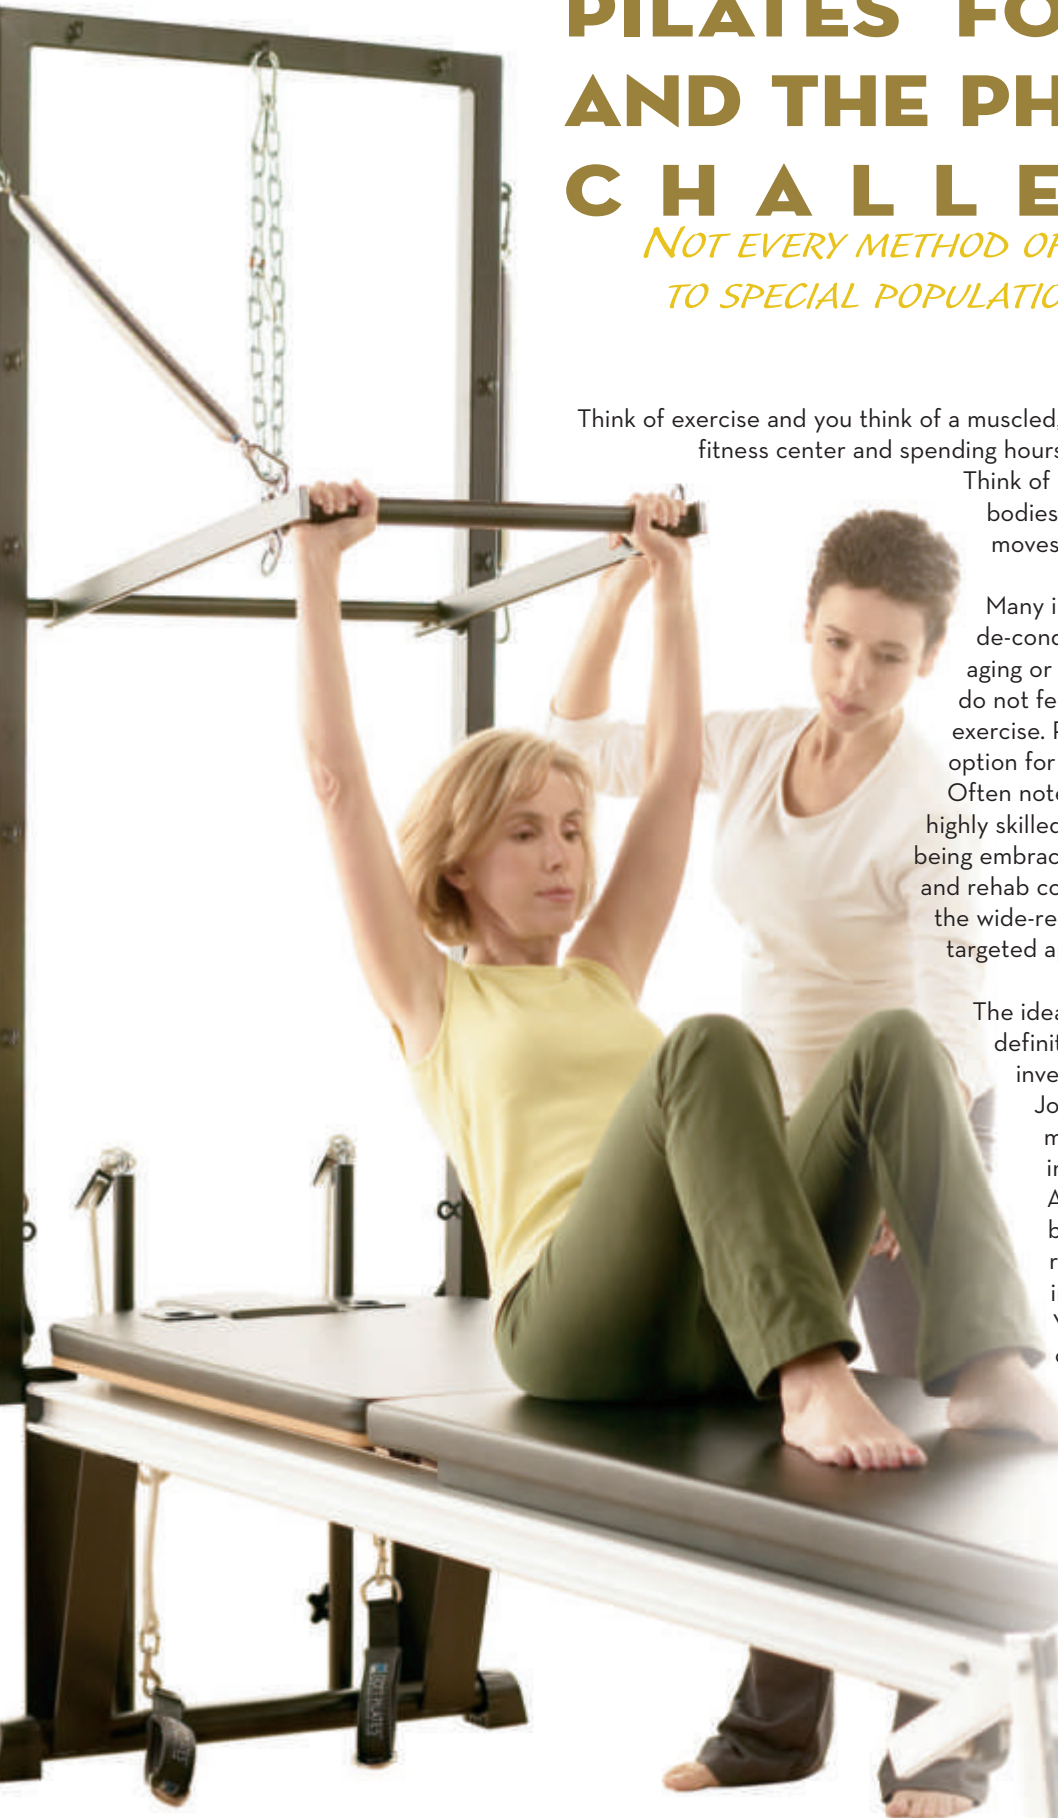 PILATES FO
AND THE PH
CHALLE
NOT EVERY METHOD OF
TO SPECIAL POPULATIO
Think of exercise and you think of a muscled,
fitness center and spending hours
Think of
bodies
moves
Many i
de-cond
aging or
do not fe
exercise. P
option for
Often note
highly skilled
being embrac
and rehab co
the wide-re
targeted a
The idea
definit
inve
Jo
m
in
A
b
r
i
Y